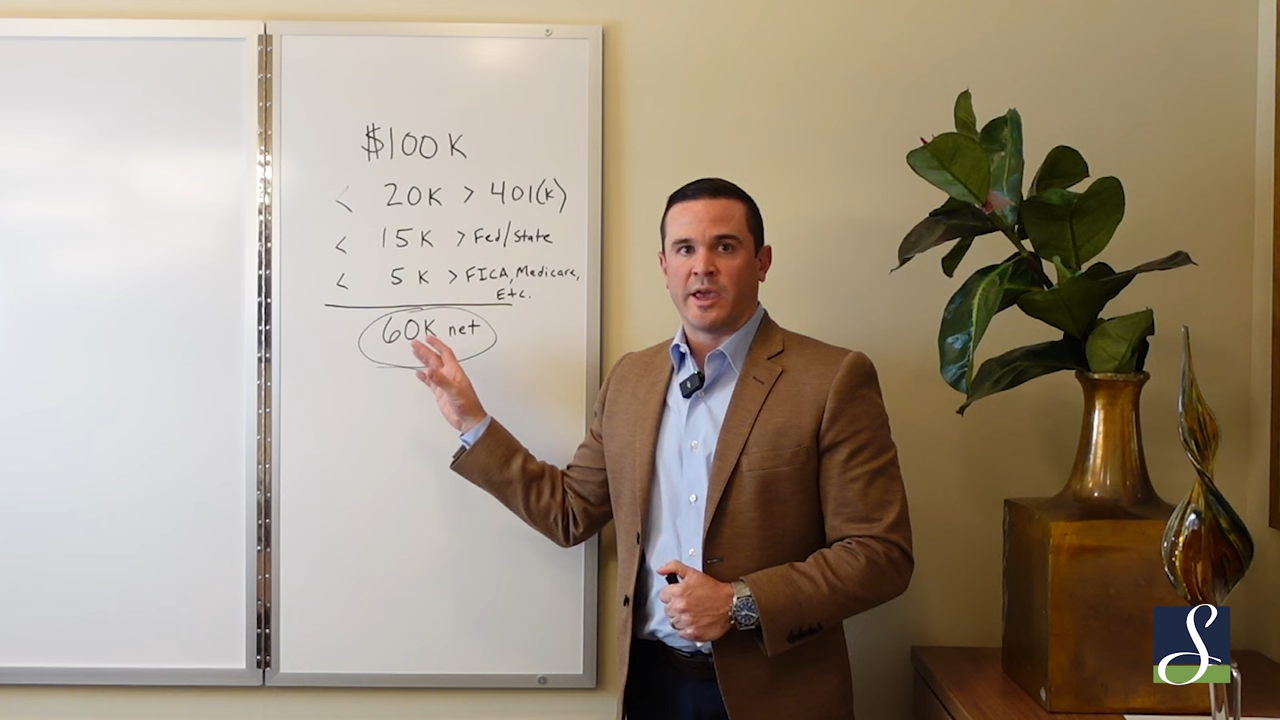 $100K
< 20K > 401(k)
< 15K > Fed/State
< 5K > FICA, Medicare,
Etc.
60K net
S